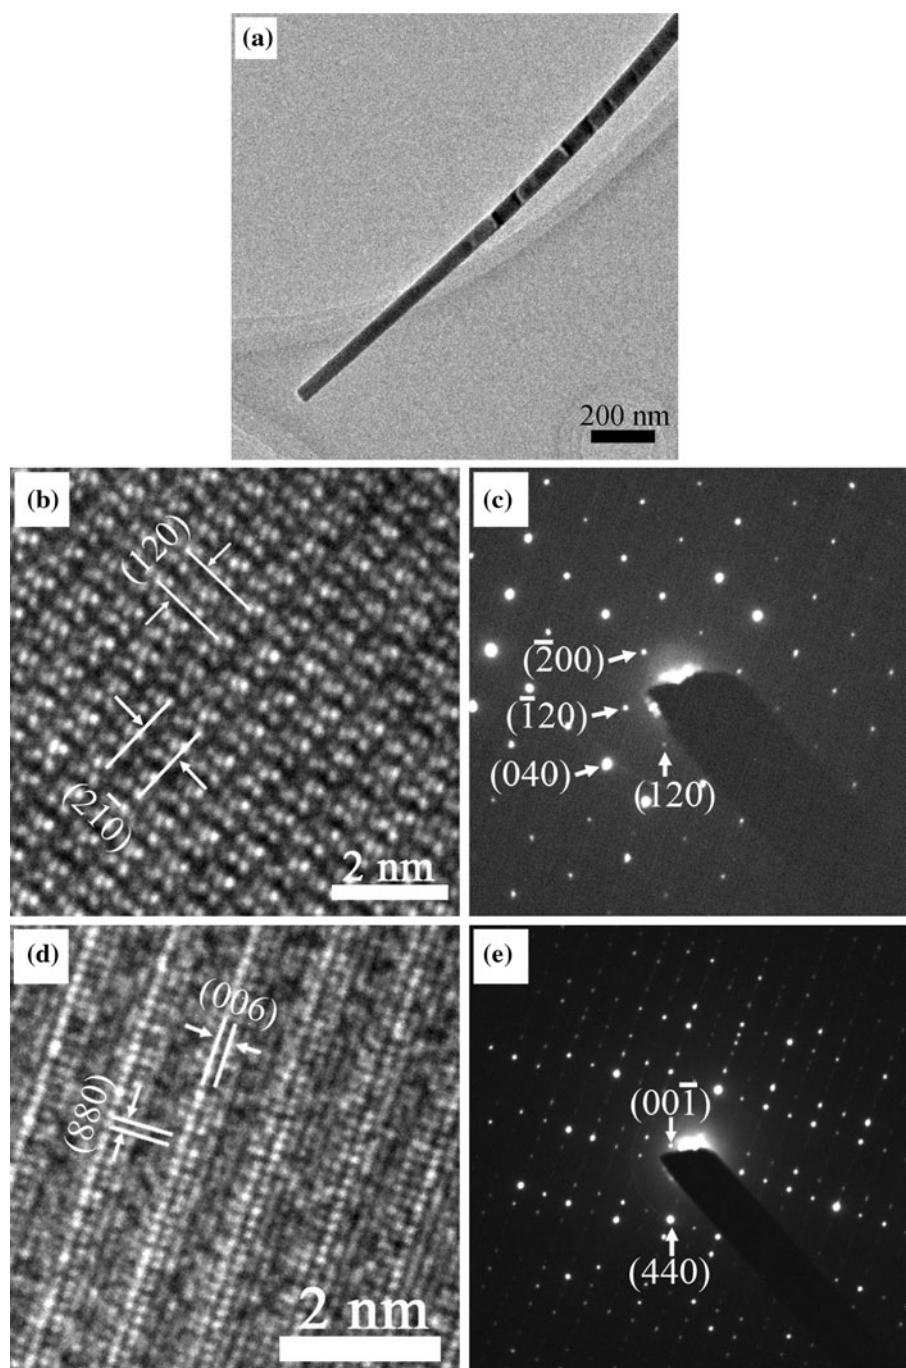 (a)
200 nm
(b)
(120)
(21̄0)
2 nm
(c)
(2̄00)
(1̄20)
(040)
(120)
(d)
(006)
(880)
2 nm
(e)
(001̄)
(440)